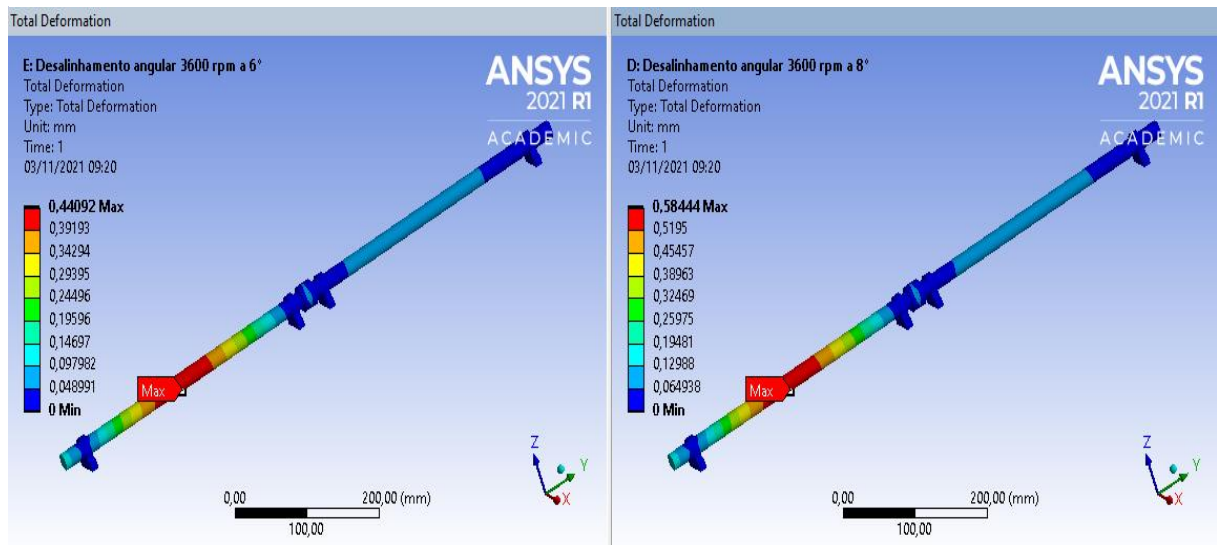 Total Deformation
E: Desalinhamento angular 3600 rpm a 6°
Total Deformation
Type: Total Deformation
Unit: mm
Time: 1
03/11/2021 09:20
ANSYS
2021 R1
ACADEMIC
0,44092 Max
0,39193
0,34294
0,29395
0,24496
0,19596
0,14697
0,097982
0,048991
0 Min
Max
Z
Y
X
0,00
200,00 (mm)
100,00
Total Deformation
D: Desalinhamento angular 3600 rpm a 8°
Total Deformation
Type: Total Deformation
Unit: mm
Time: 1
03/11/2021 09:20
ANSYS
2021 R1
ACADEMIC
0,58444 Max
0,5195
0,45457
0,38963
0,32469
0,25975
0,19481
0,12988
0,064938
0 Min
Max
Z
Y
X
0,00
200,00 (mm)
100,00